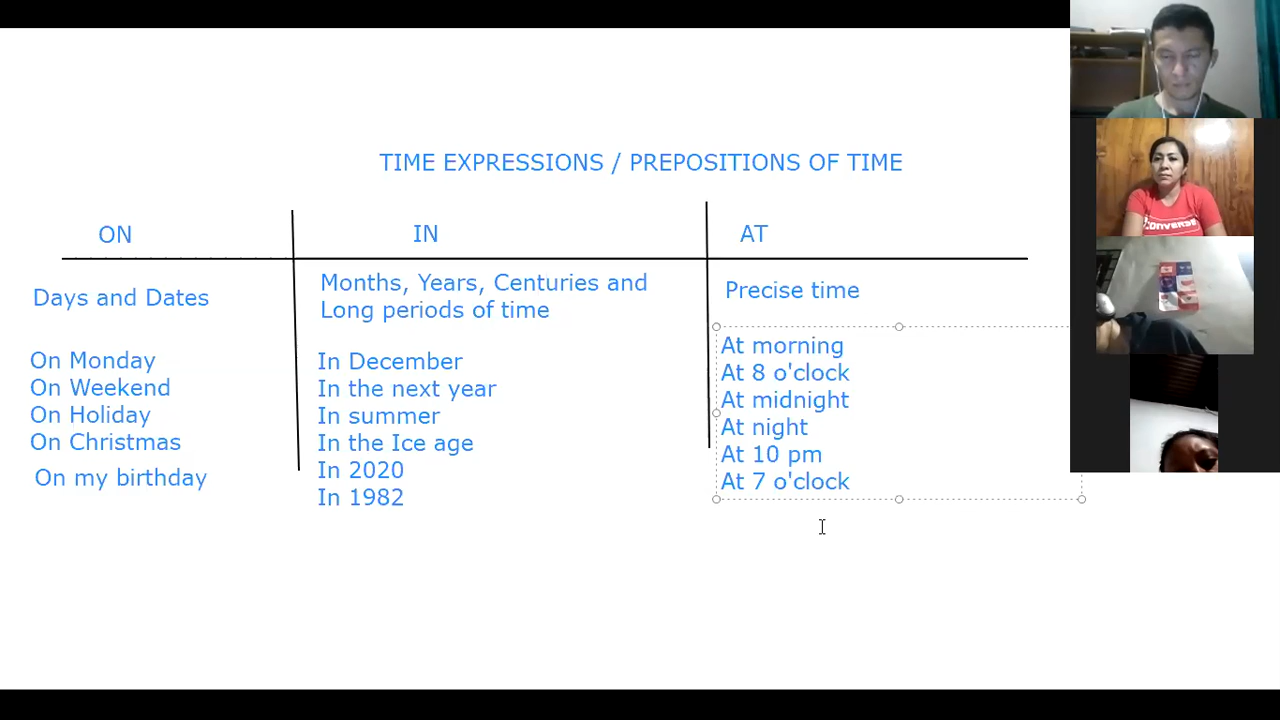 TIME EXPRESSIONS / PREPOSITIONS OF TIME
ON
Days and Dates
On Monday
On Weekend
On Holiday
On Christmas
On my birthday
IN
Months, Years, Centuries and
Long periods of time
In December
In the next year
In summer
In the Ice age
In 2020
In 1982
AT
Precise time
At morning
At 8 o'clock
At midnight
At night
At 10 pm
At 7 o'clock
CONVERSE